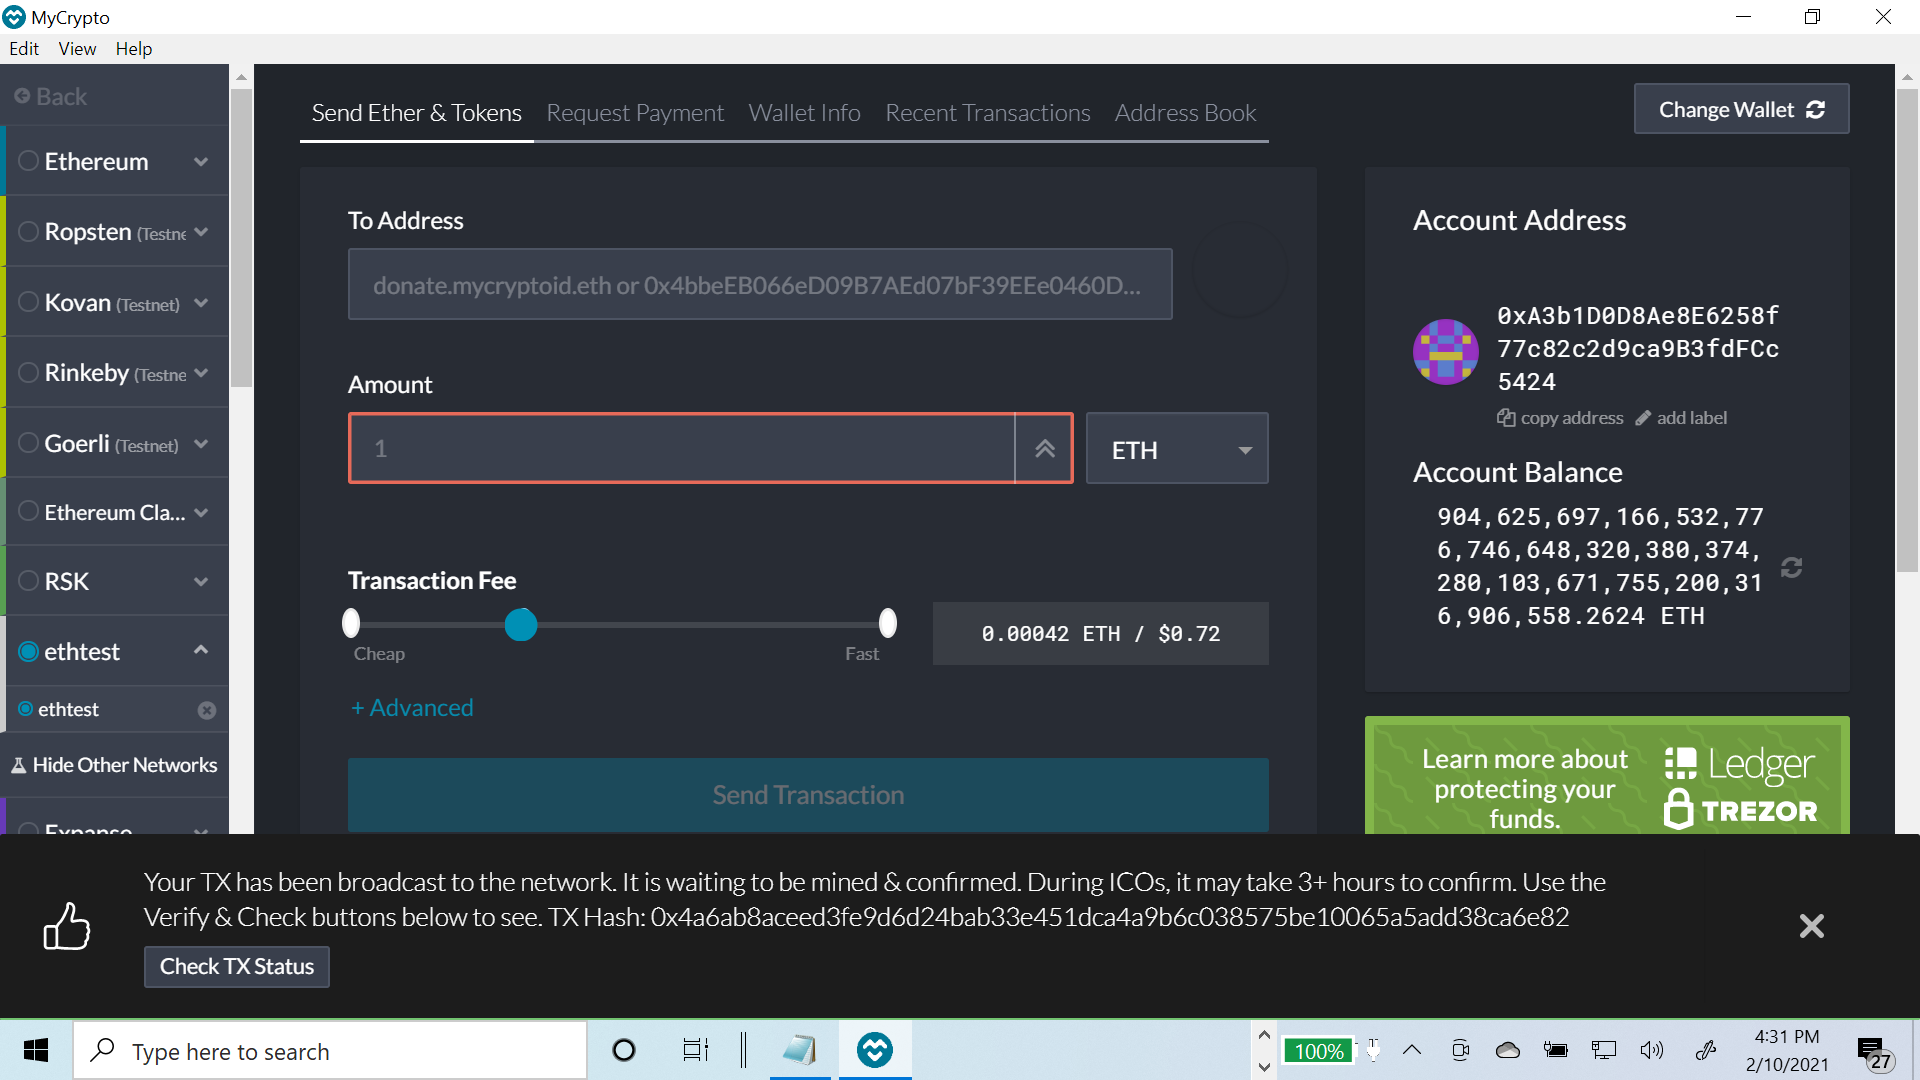 MyCrypto
Edit View Help
Back
Ethereum
Ropsten (Testne
Kovan (Testnet)
Rinkeby (Testne
Goerli (Testnet)
Ethereum Cla...
RSK
ethtest
ethtest
Hide Other Networks
Expanse
Send Ether & Tokens Request Payment Wallet Info Recent Transactions Address Book
Change Wallet
To Address
donate.mycryptoid.eth or 0x4bbeEB066eD09B7AEd07bF39EEe0460D...
Amount
1
ETH
Transaction Fee
Cheap Fast
0.00042 ETH / $0.72
+ Advanced
Send Transaction
Account Address
0xA3b1D0D8Ae8E6258f
77c82c2d9ca9B3fdFCc
5424
copy address add label
Account Balance
904,625,697,166,532,77
6,746,648,320,380,374,
280,103,671,755,200,31
6,906,558.2624 ETH
Learn more about
protecting your
funds.
Ledger
TREZOR
Your TX has been broadcast to the network. It is waiting to be mined & confirmed. During ICOs, it may take 3+ hours to confirm. Use the
Verify & Check buttons below to see. TX Hash: 0x4a6ab8aceed3fe9d6d24bab33e451dca4a9b6c038575be10065a5add38ca6e82
Check TX Status
Type here to search
100%
4:31 PM
2/10/2021
27